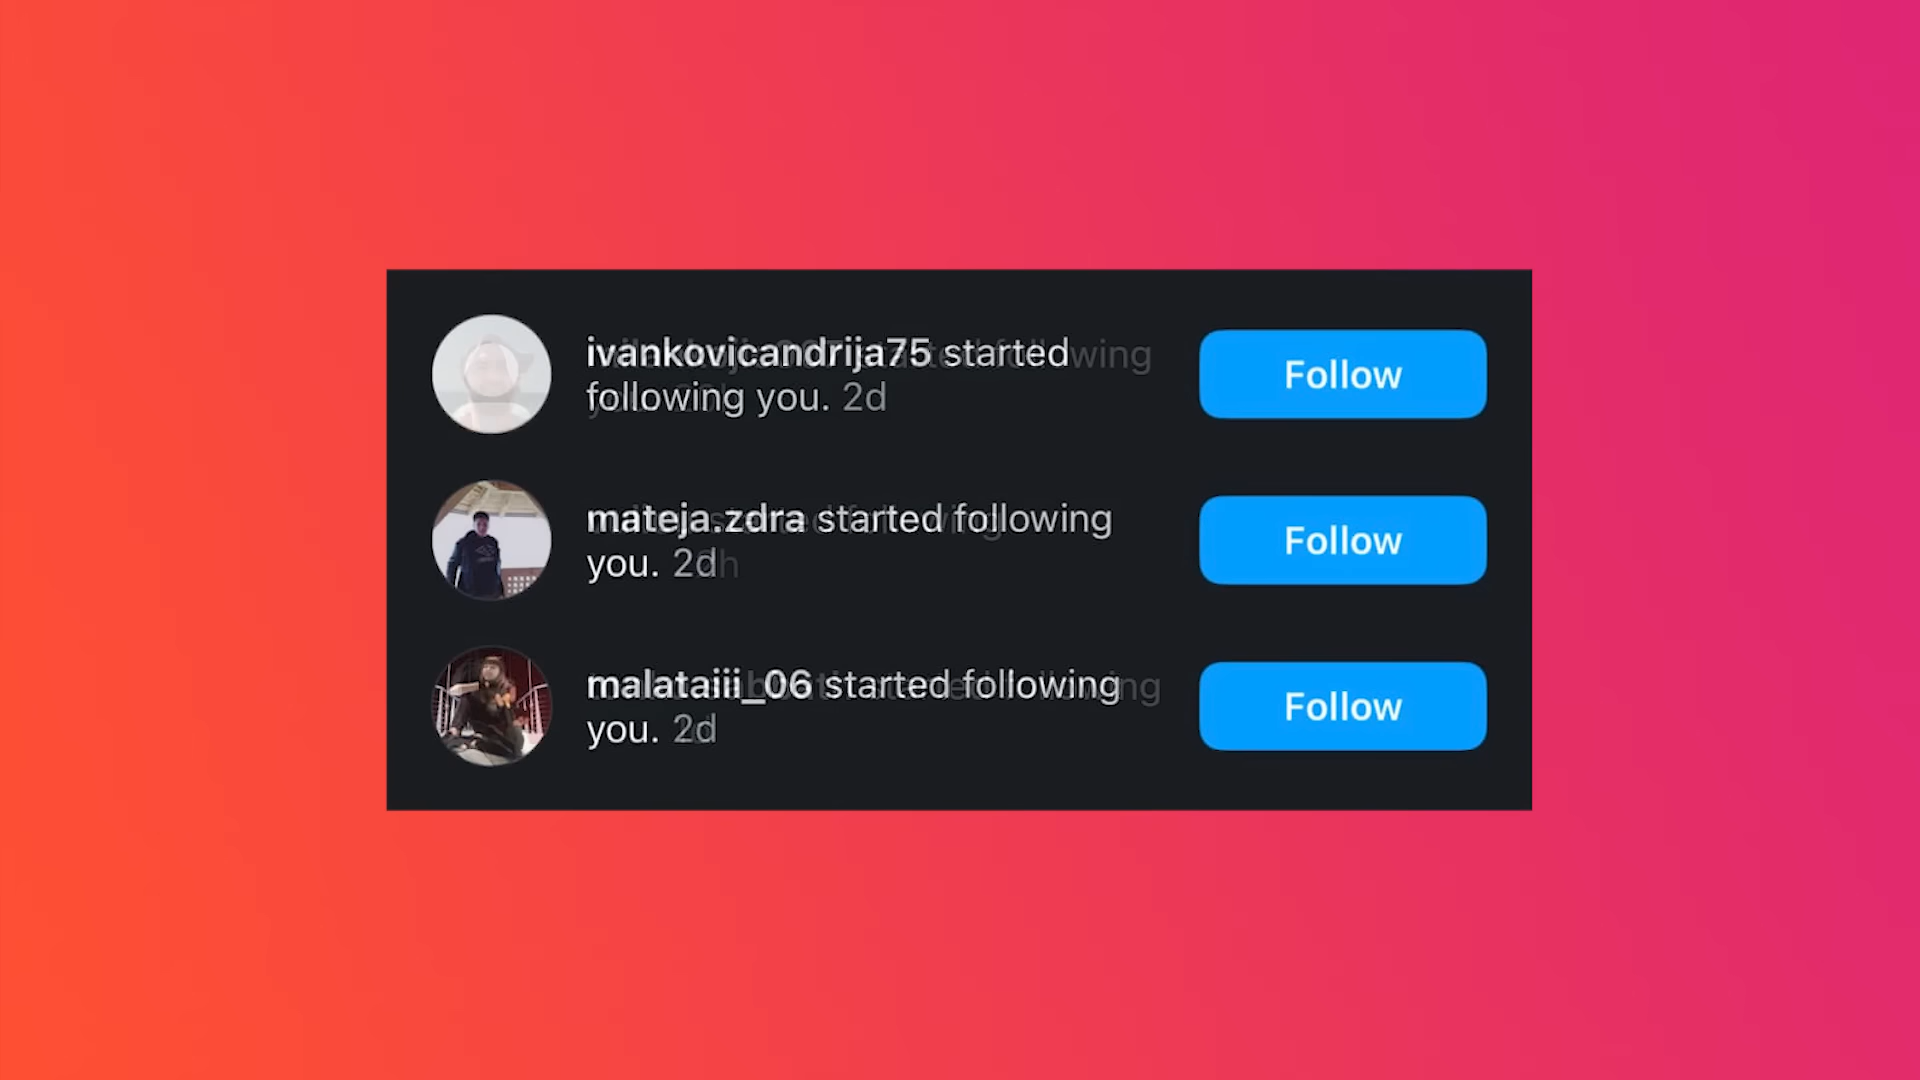 ivankovicandrija75 started
following you. 2d
Follow
mateja.zdra started following
you. 2d
Follow
malataiii_06 started following
you. 2d
Follow